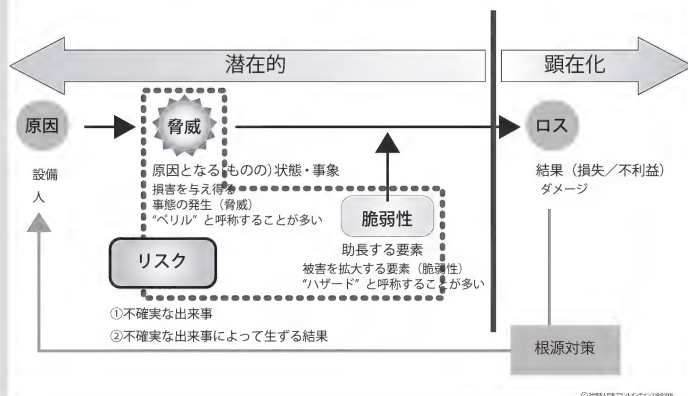 潜在的
顕在化
原因
脅威
ロス
設備
人
原因となる(ものの)状態・事象
損害を与え得る
事態の発生(脅威)
"ペリル"と呼称することが多い
結果(損失/不利益)
ダメージ
脆弱性
助長する要素
被害を拡大する要素(脆弱性)
"ハザード"と呼称することが多い
リスク
①不確実な出来事
②不確実な出来事によって生ずる結果
根源対策